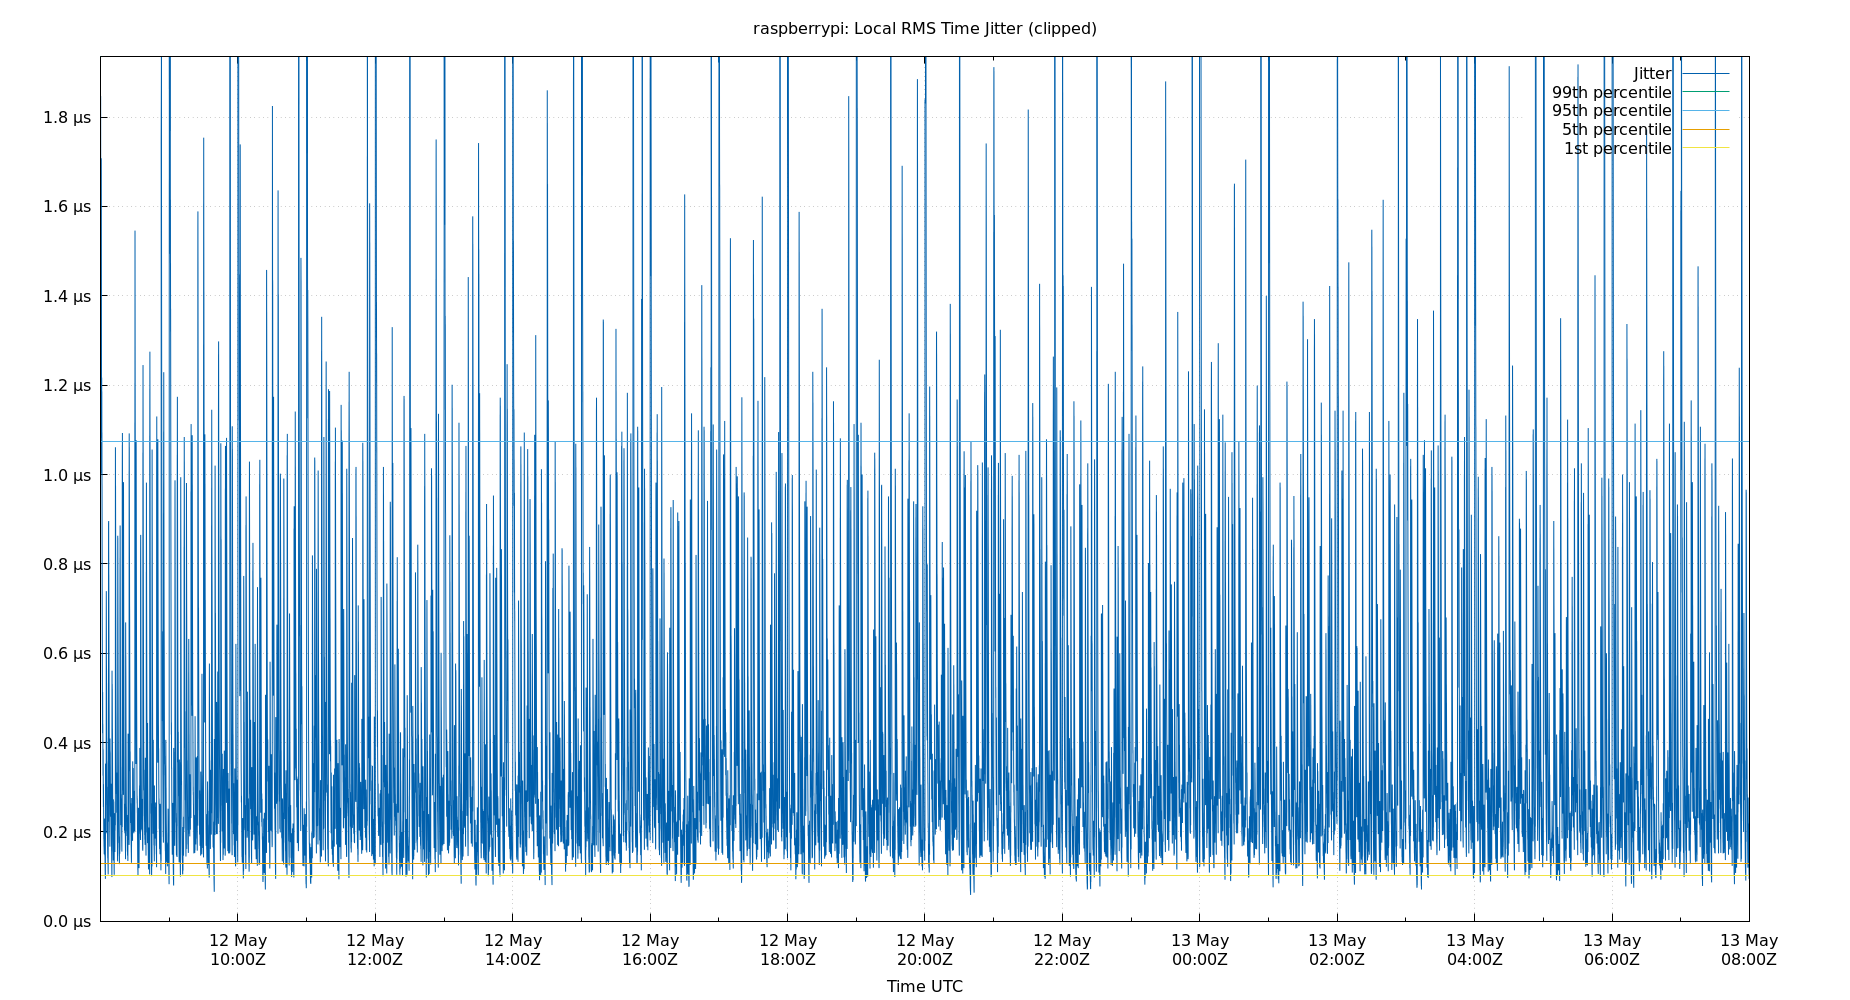 raspberrypi: Local RMS Time Jitter (clipped)
Jitter
99th percentile
95th percentile
5th percentile
1st percentile
1.8 µs
1.6 µs
1.4 µs
1.2 µs
1.0 µs
0.8 µs
0.6 µs
0.4 µs
0.2 µs
0.0 µs
12 May 12 May 12 May 12 May 12 May 12 May 12 May 13 May 13 May 13 May 13 May 13 May
10:00Z 12:00Z 14:00Z 16:00Z 18:00Z 20:00Z 22:00Z 00:00Z 02:00Z 04:00Z 06:00Z 08:00Z
Time UTC